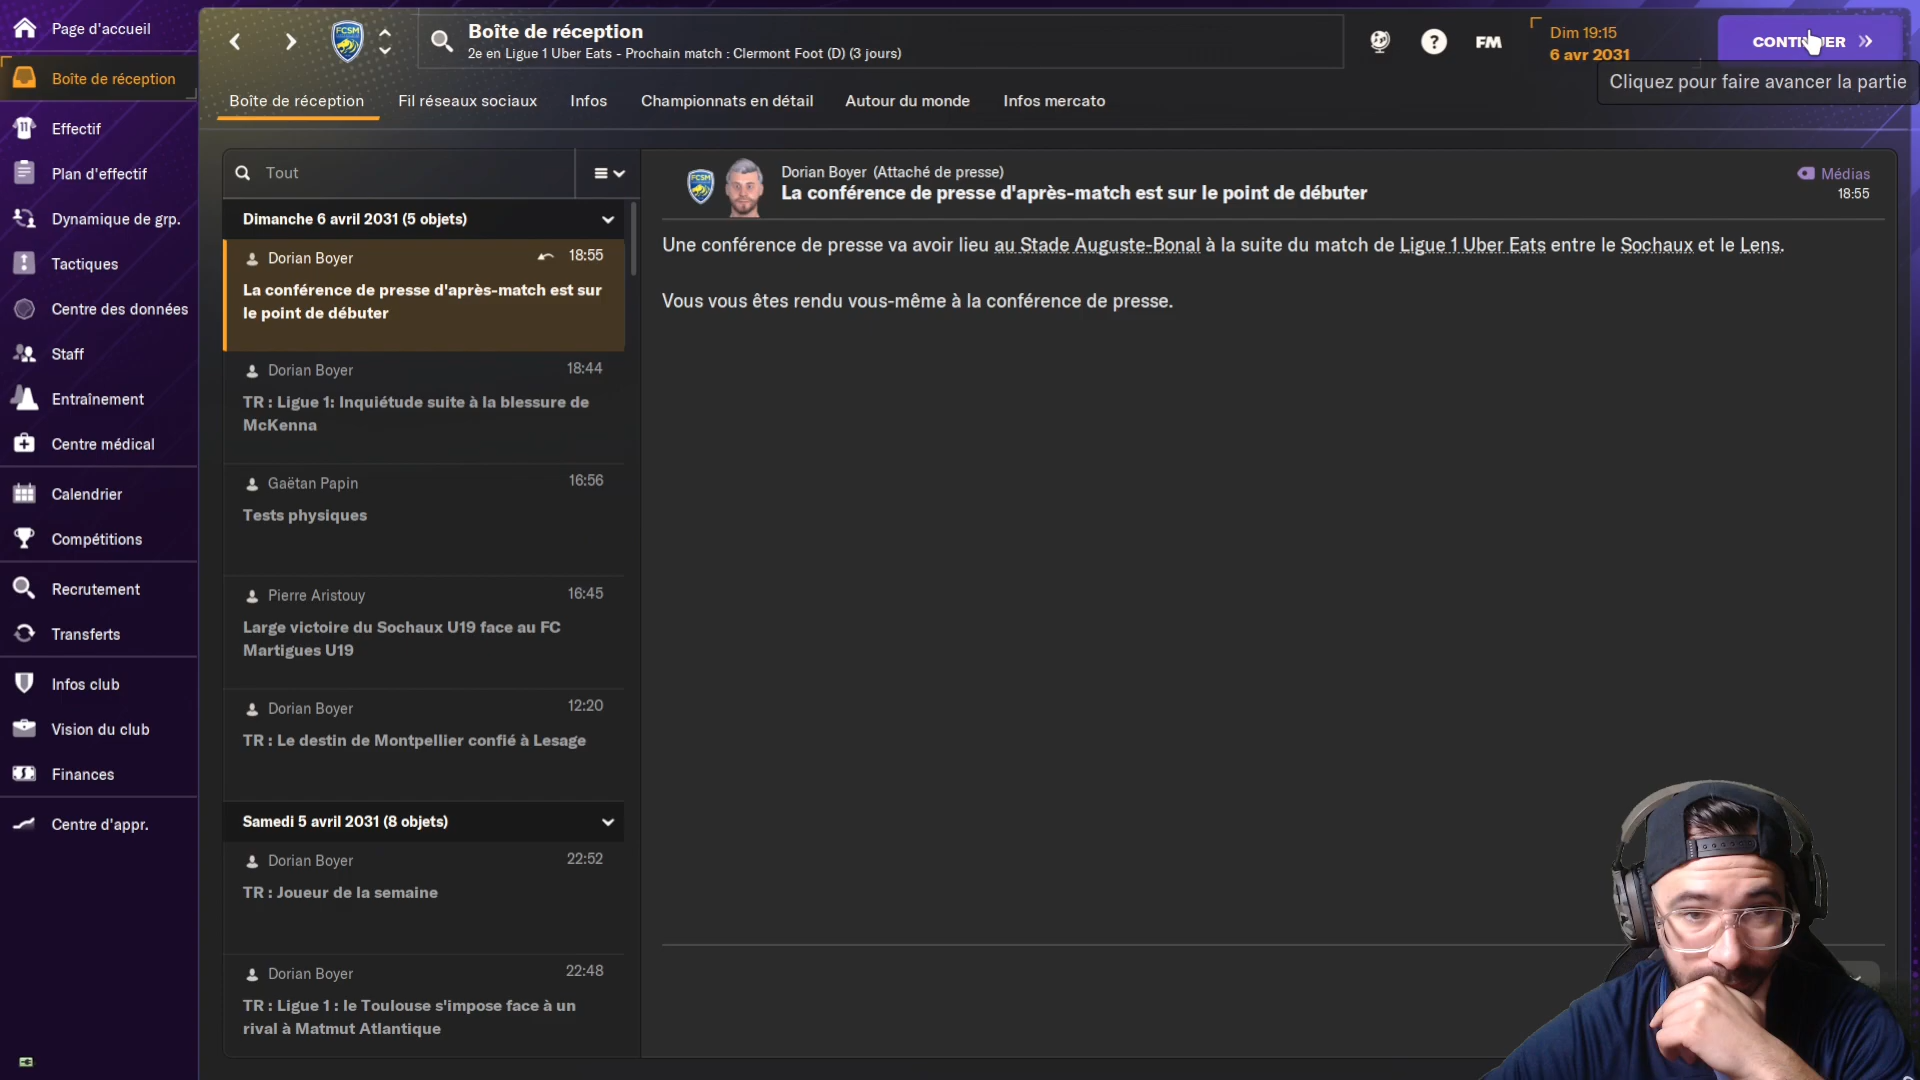 Page d'accueil
Boîte de réception
Effectif
Plan d'effectif
Dynamique de grp.
Tactiques
Centre des données
Staff
Entraînement
Centre médical
Calendrier
Compétitions
Recrutement
Transferts
Infos club
Vision du club
Finances
Centre d'appr.
FCSM
Boîte de réception
2e en Ligue 1 Uber Eats - Prochain match : Clermont Foot (D) (3 jours)
FM
Dim 19:15
6 avr 2031
Cliquez pour faire avancer la partie
Boîte de réception
Fil réseaux sociaux
Infos
Championnats en détail
Autour du monde
Infos mercato
Tout
Dimanche 6 avril 2031 (5 objets)
Dorian Boyer
18:55
La conférence de presse d'après-match est sur
le point de débuter
Dorian Boyer
18:44
TR : Ligue 1: Inquiétude suite à la blessure de
McKenna
Gaëtan Papin
16:56
Tests physiques
Pierre Aristouy
16:45
Large victoire du Sochaux U19 face au FC
Martigues U19
Dorian Boyer
12:20
TR : Le destin de Montpellier confié à Lesage
Samedi 5 avril 2031 (8 objets)
Dorian Boyer
22:52
TR : Joueur de la semaine
Dorian Boyer
22:48
TR : Ligue 1 : le Toulouse s'impose face à un
rival à Matmut Atlantique
FCSM
Dorian Boyer (Attaché de presse)
La conférence de presse d'après-match est sur le point de débuter
Médias
18:55
Une conférence de presse va avoir lieu au Stade Auguste-Bonal à la suite du match de Ligue 1 Uber Eats entre le Sochaux et le Lens.
Vous vous êtes rendu vous-même à la conférence de presse.